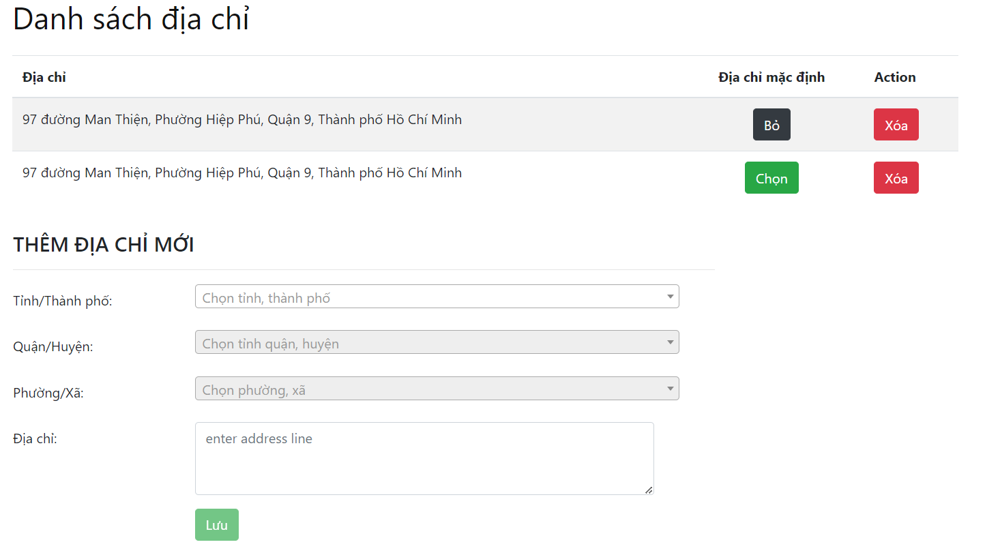 Danh sách địa chỉ
Địa chỉ Địa chỉ mặc định Action
97 đường Man Thiện, Phường Hiệp Phú, Quận 9, Thành phố Hồ Chí Minh Bỏ Xóa
97 đường Man Thiện, Phường Hiệp Phú, Quận 9, Thành phố Hồ Chí Minh Chọn Xóa
THÊM ĐỊA CHỈ MỚI
Tỉnh/Thành phố: Chọn tỉnh, thành phố
Quận/Huyện: Chọn tỉnh quận, huyện
Phường/Xã: Chọn phường, xã
Địa chỉ: enter address line
Lưu